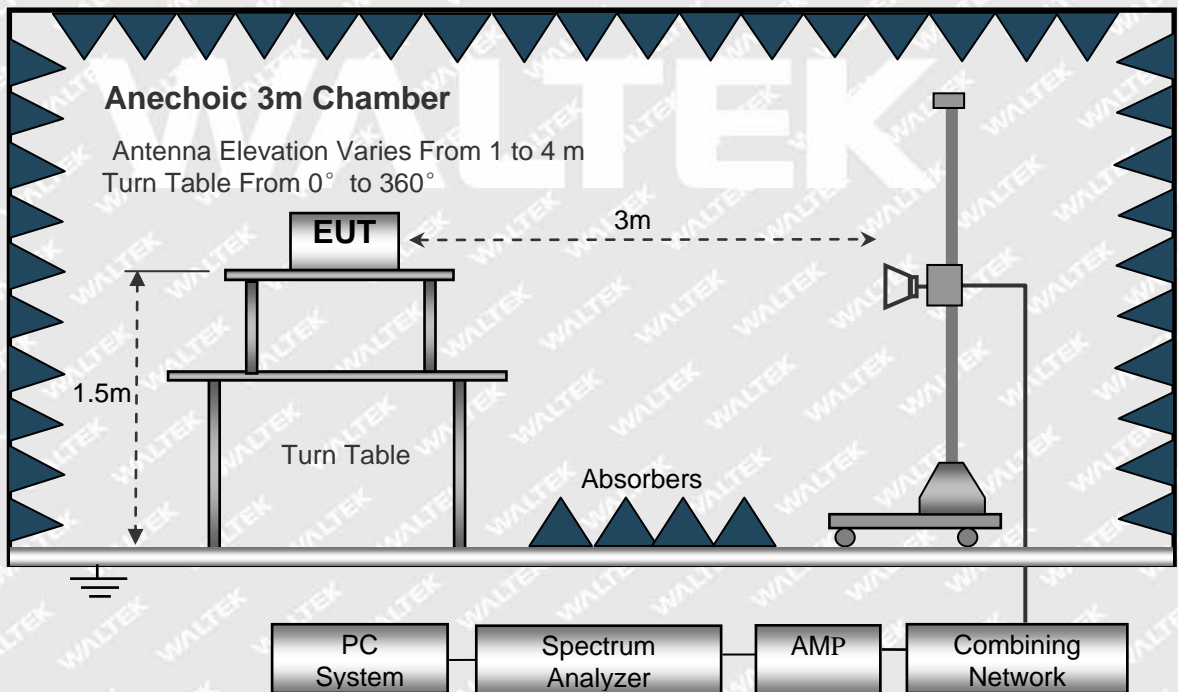 WALTEK
Anechoic 3m Chamber
Antenna Elevation Varies From 1 to 4 m
Turn Table From 0° to 360°
EUT
3m
1.5m
Turn Table
Absorbers
PC
System
Spectrum
Analyzer
AMP
Combining
Network